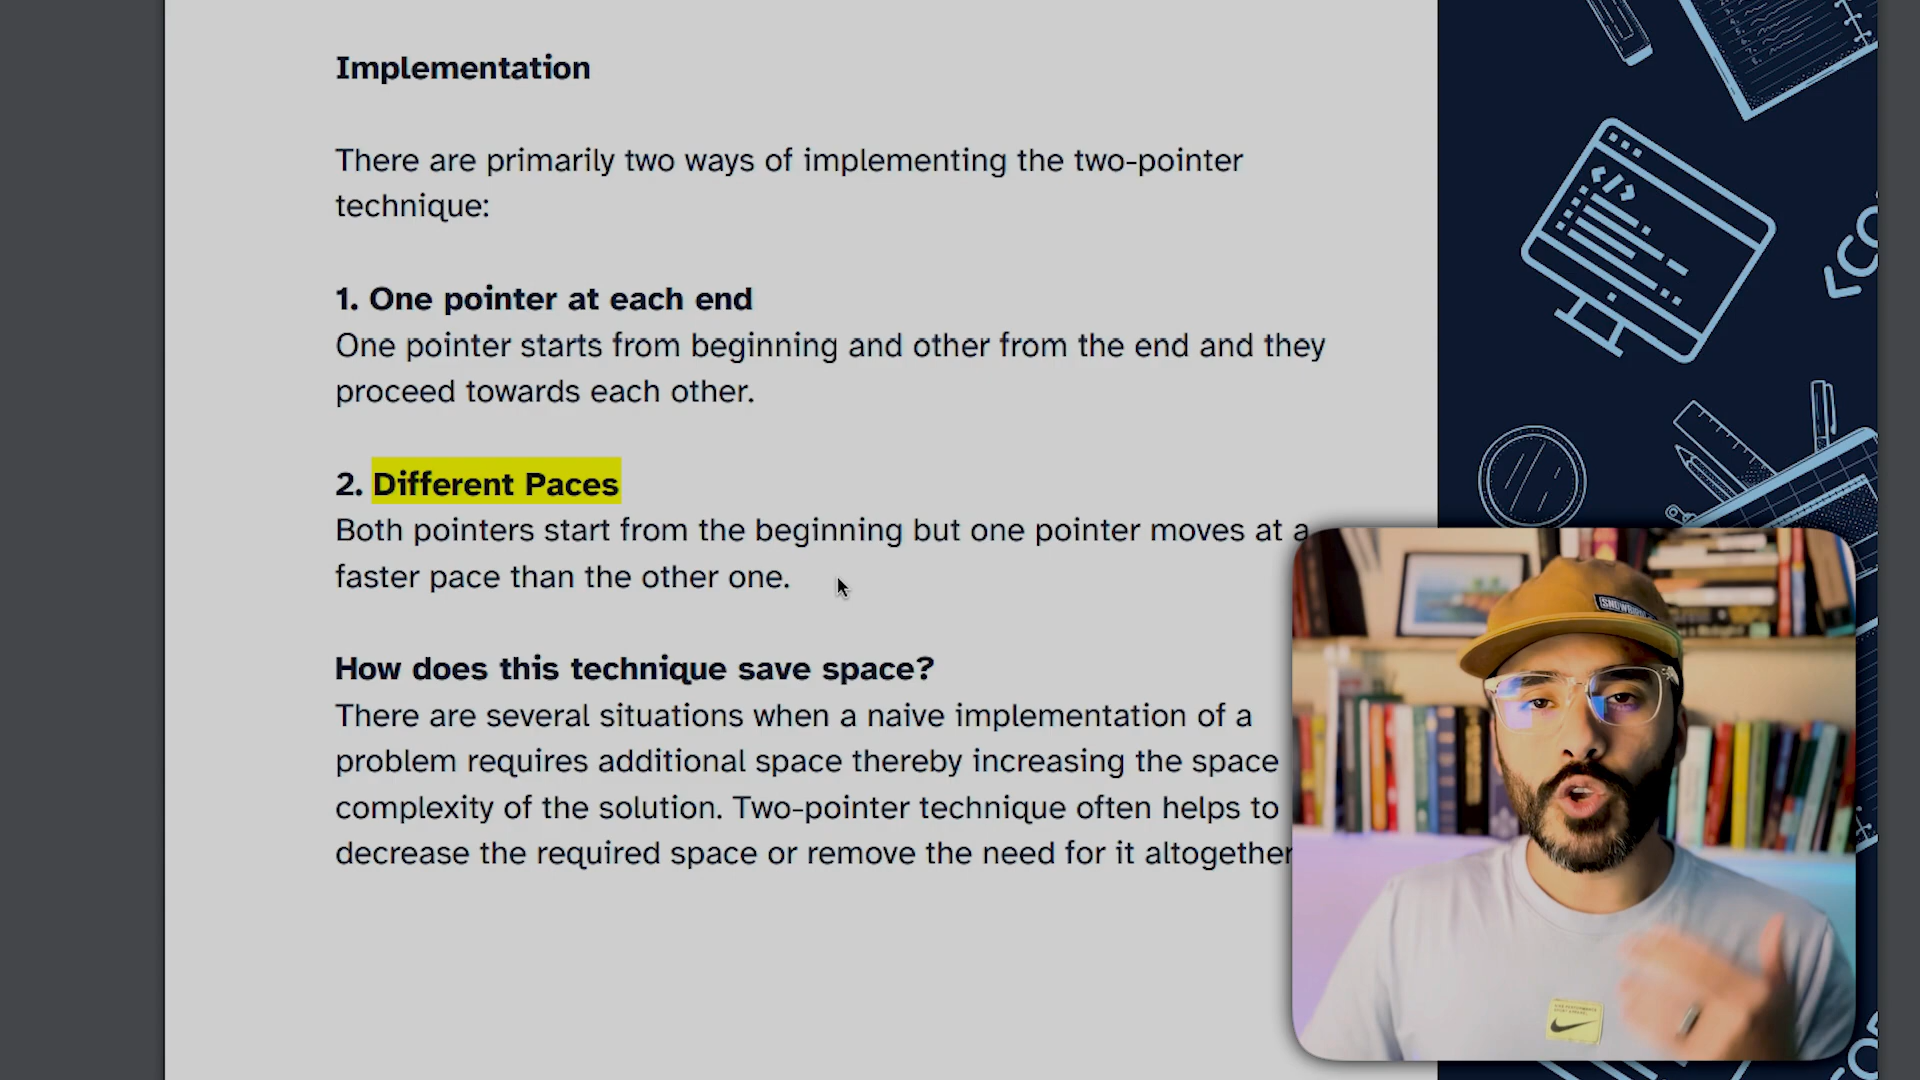 Implementation
There are primarily two ways of implementing the two-pointer
technique:
1. One pointer at each end
One pointer starts from beginning and other from the end and they
proceed towards each other.
2. Different Paces
Both pointers start from the beginning but one pointer moves at a
faster pace than the other one.
How does this technique save space?
There are several situations when a naive implementation of a
problem requires additional space thereby increasing the space
complexity of the solution. Two-pointer technique often helps to
decrease the required space or remove the need for it altogether